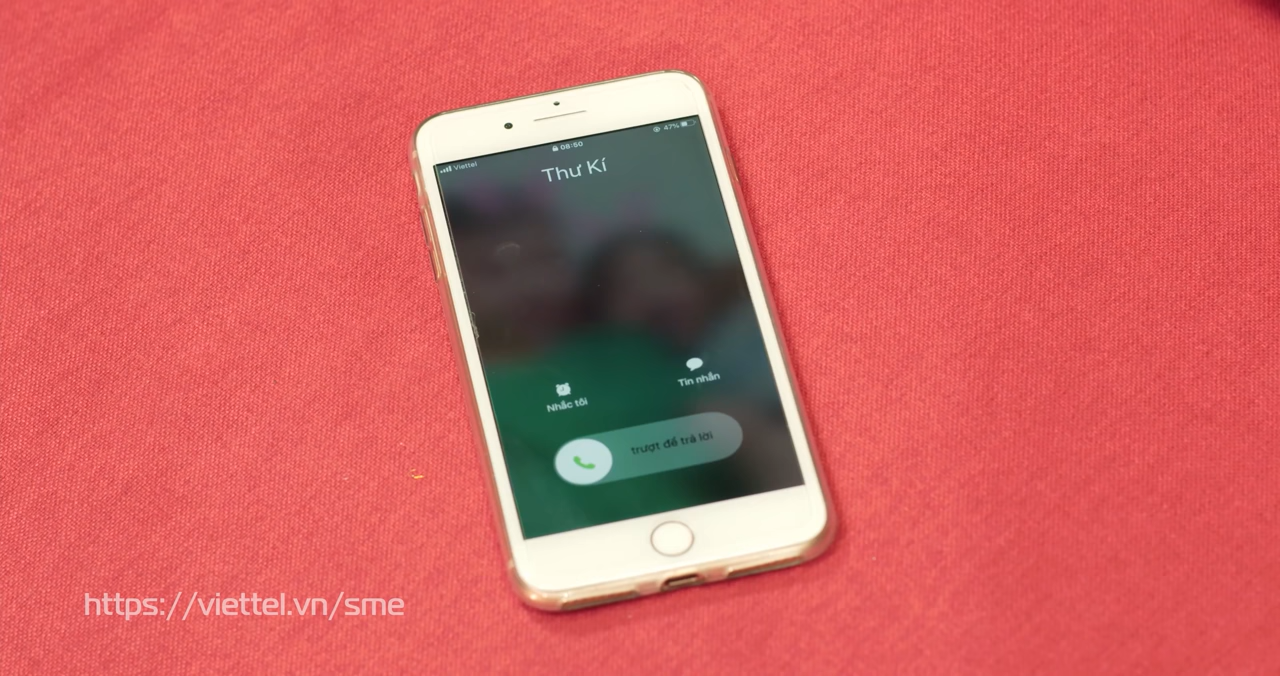 Viettel
08:50
47%
Thư Kí
Nhắc tôi
Tin nhắn
trượt để trả lời
https://viettel.vn/sme